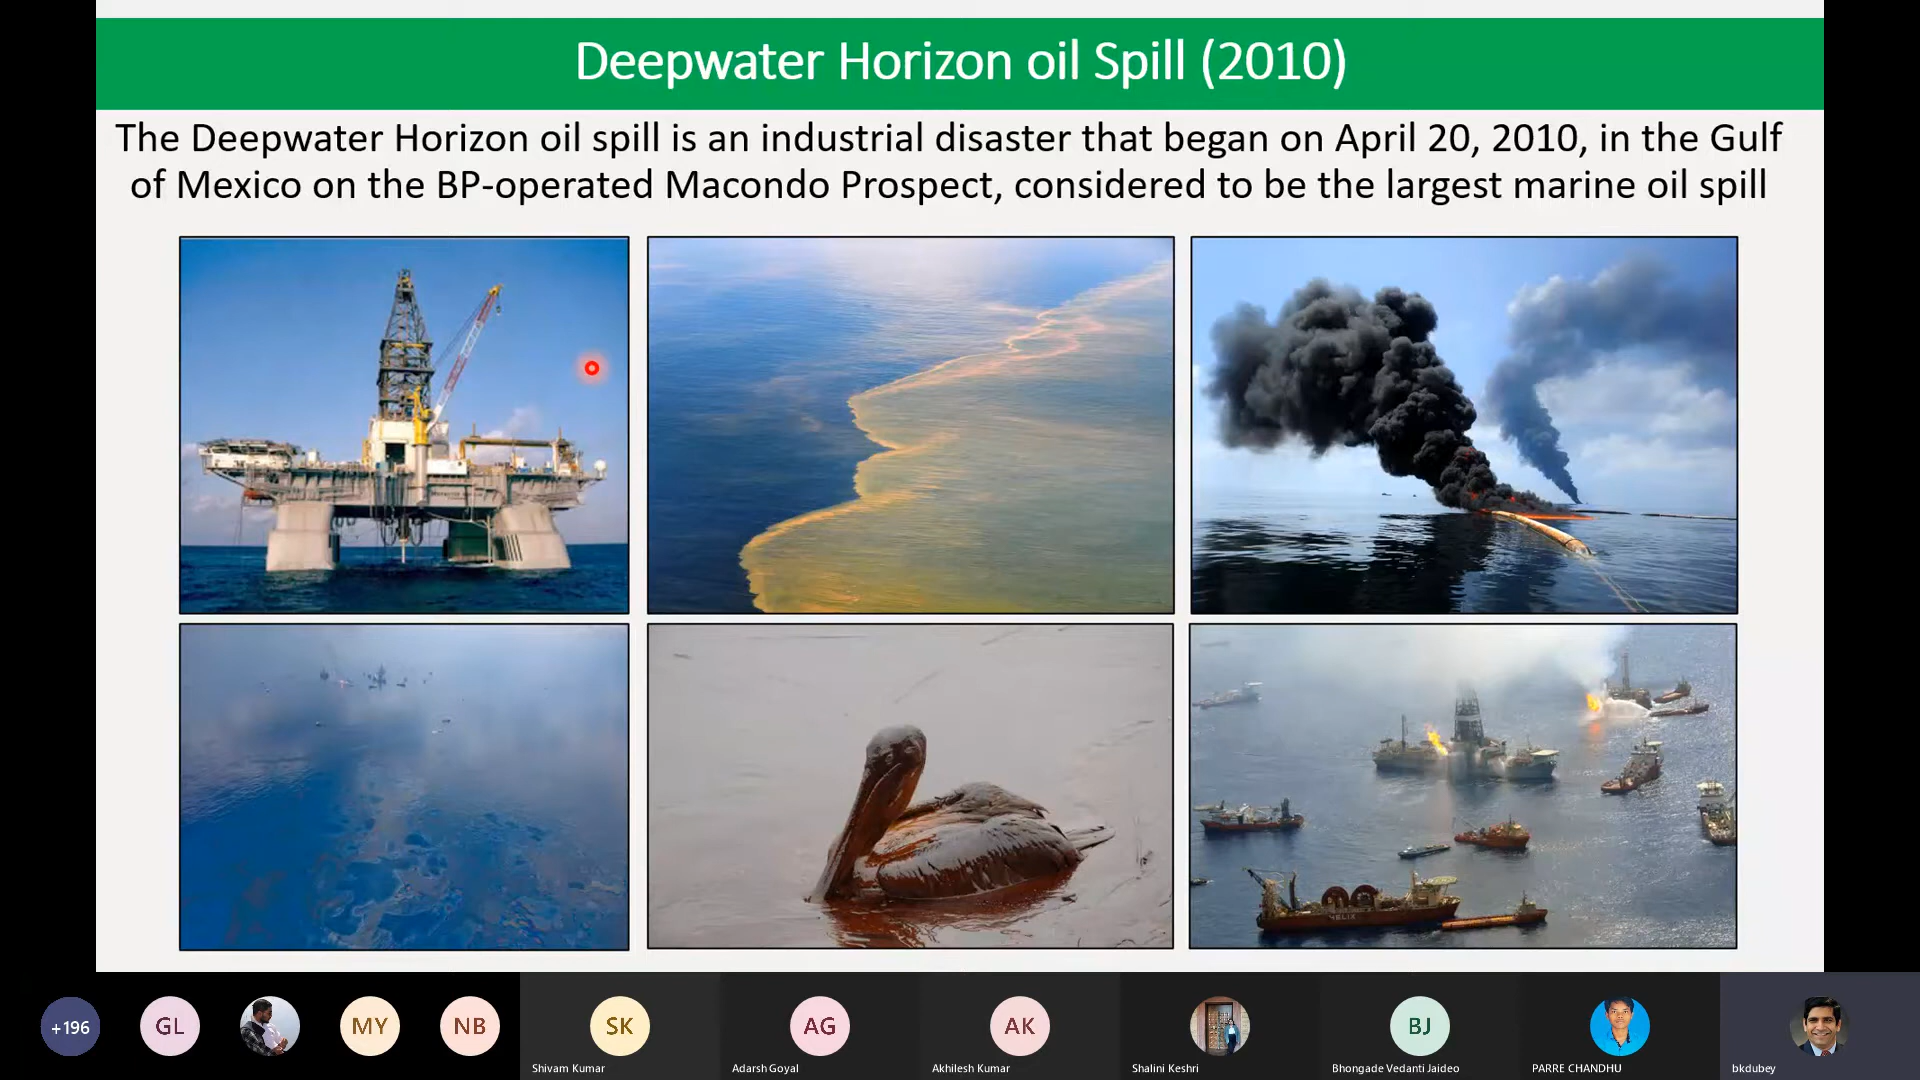 Deepwater Horizon oil Spill (2010)
The Deepwater Horizon oil spill is an industrial disaster that began on April 20, 2010, in the Gulf
of Mexico on the BP-operated Macondo Prospect, considered to be the largest marine oil spill
HELIX
+196
GL
MY
NB
SK
AG
AK
BJ
Shivam Kumar
Adarsh Goyal
Akhilesh Kumar
Shalini Keshri
Bhongade Vedanti Jaideo
PARRE CHANDHU
bkdubey